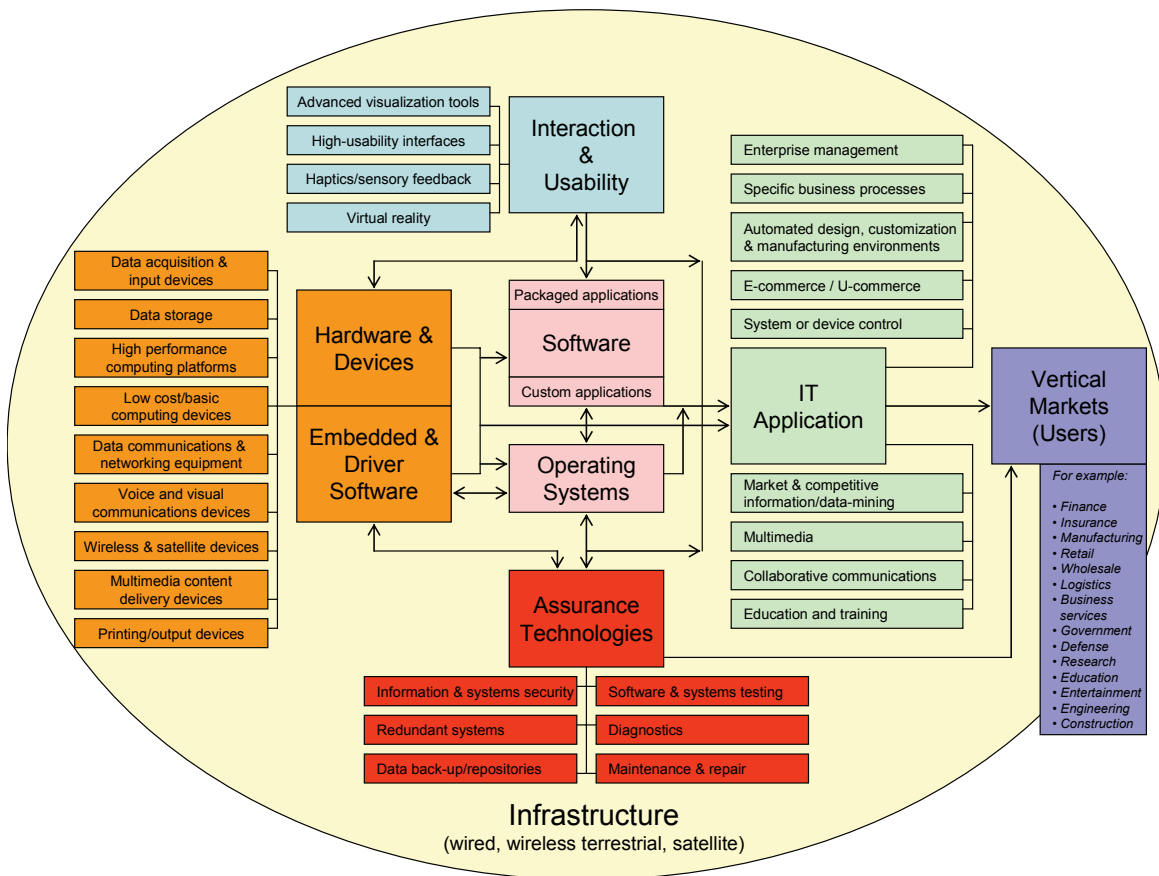 Advanced visualization tools
High-usability interfaces
Haptics/sensory feedback
Virtual reality
Interaction
&
Usability
Enterprise management
Specific business processes
Automated design, customization
& manufacturing environments
E-commerce / U-commerce
System or device control
Data acquisition &
input devices
Data storage
High performance
computing platforms
Low cost/basic
computing devices
Data communications &
networking equipment
Voice and visual
communications devices
Wireless & satellite devices
Multimedia content
delivery devices
Printing/output devices
Hardware &
Devices
Embedded &
Driver
Software
Packaged applications
Software
Custom applications
Operating
Systems
IT
Application
Market & competitive
information/data-mining
Multimedia
Collaborative communications
Education and training
Vertical
Markets
(Users)
For example:
• Finance
• Insurance
• Manufacturing
• Retail
• Wholesale
• Logistics
• Business
services
• Government
• Defense
• Research
• Education
• Entertainment
• Engineering
• Construction
Assurance
Technologies
Information & systems security
Redundant systems
Data back-up/repositories
Software & systems testing
Diagnostics
Maintenance & repair
Infrastructure
(wired, wireless terrestrial, satellite)